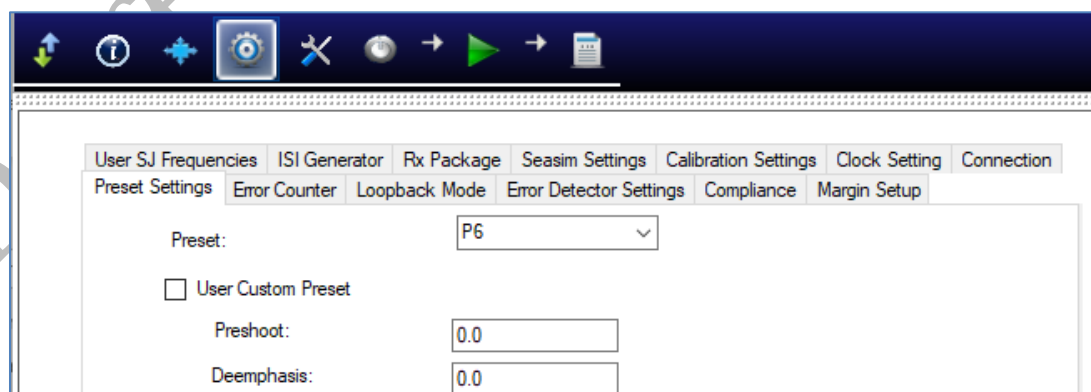 User SJ Frequencies ISI Generator Rx Package Seasim Settings Calibration Settings Clock Setting Connection
Preset Settings Error Counter Loopback Mode Error Detector Settings Compliance Margin Setup
Preset: P6
User Custom Preset
Preshoot: 0.0
Deemphasis: 0.0